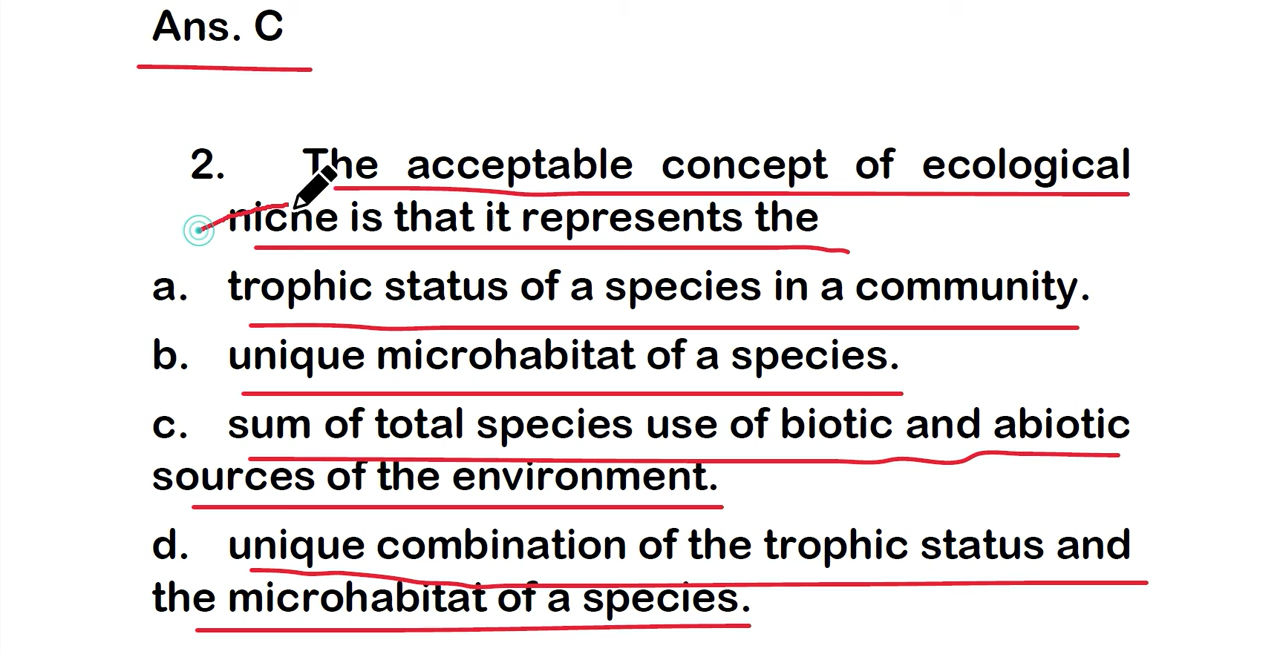 Ans. C
2. The acceptable concept of ecological
niche is that it represents the
a. trophic status of a species in a community.
b. unique microhabitat of a species.
c. sum of total species use of biotic and abiotic
sources of the environment.
d. unique combination of the trophic status and
the microhabitat of a species.